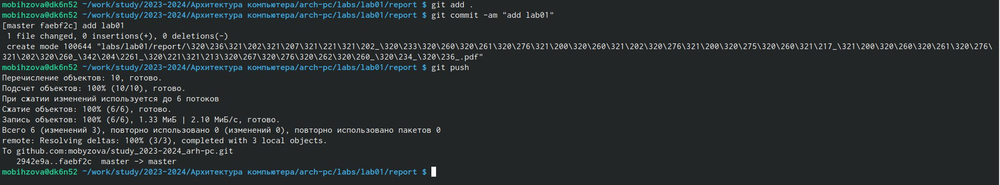 mobihzova@dk6n52 ~/work/study/2023-2024/Архитектура компьютера/arch-pc/labs/lab01/report $ git add .
mobihzova@dk6n52 ~/work/study/2023-2024/Архитектура компьютера/arch-pc/labs/lab01/report $ git commit -am "add lab01"
[master faebf2c] add lab01
 1 file changed, 0 insertions(+), 0 deletions(-)
 create mode 100644 "labs/lab01/report/\320\236\321\202\321\207\321\221\321\202_\320\233\320\260\320\261\320\276\321\200\320\260\321\202\320\276\321\200\320\275\320\260\321\217_\321\200\320\260\320\261\320\276\
321\202\320\260_\342\204\2261_\320\221\321\213\320\267\320\276\320\262\320\260_\320\234_\320\236_.pdf"
mobihzova@dk6n52 ~/work/study/2023-2024/Архитектура компьютера/arch-pc/labs/lab01/report $ git push
Перечисление объектов: 10, готово.
Подсчет объектов: 100% (10/10), готово.
При сжатии изменений используется до 6 потоков
Сжатие объектов: 100% (6/6), готово.
Запись объектов: 100% (6/6), 1.33 МиБ | 2.10 МиБ/с, готово.
Всего 6 (изменений 3), повторно использовано 0 (изменений 0), повторно использовано пакетов 0
remote: Resolving deltas: 100% (3/3), completed with 3 local objects.
To github.com:mobyzova/study_2023-2024_arh-pc.git
   2942e9a..faebf2c  master -> master
mobihzova@dk6n52 ~/work/study/2023-2024/Архитектура компьютера/arch-pc/labs/lab01/report $